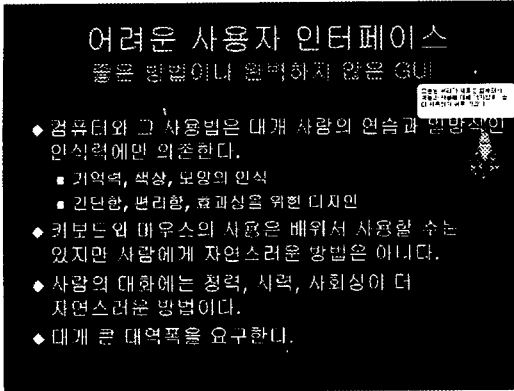 어려운 사용자 인터페이스
좋은 방법이나 완벽하지 않은 GUI
◆ 컴퓨터와 그 사용법은 대개 사람의 연습과 일방적인
인식력에만 의존한다.
■ 기억력, 색상, 모양의 인식
■ 간단함, 편리함, 효과성을 위한 디자인
◆ 키보드와 마우스의 사용은 배워서 사용할 수는
있지만 사람에게 자연스러운 방법은 아니다.
◆ 사람의 대화에는 청력, 시력, 사회성이 더
자연스러운 방법이다.
◆ 대개 큰 대역폭을 요구한다.